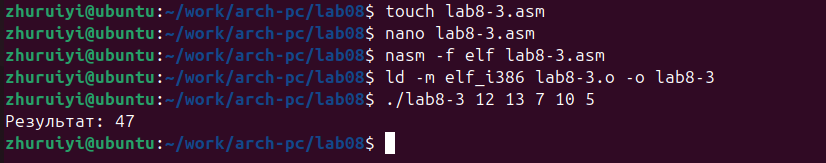 zhuruiyi@ubuntu:~/work/arch-pc/lab08$ touch lab8-3.asm
zhuruiyi@ubuntu:~/work/arch-pc/lab08$ nano lab8-3.asm
zhuruiyi@ubuntu:~/work/arch-pc/lab08$ nasm -f elf lab8-3.asm
zhuruiyi@ubuntu:~/work/arch-pc/lab08$ ld -m elf_i386 lab8-3.o -o lab8-3
zhuruiyi@ubuntu:~/work/arch-pc/lab08$ ./lab8-3 12 13 7 10 5
Результат: 47
zhuruiyi@ubuntu:~/work/arch-pc/lab08$